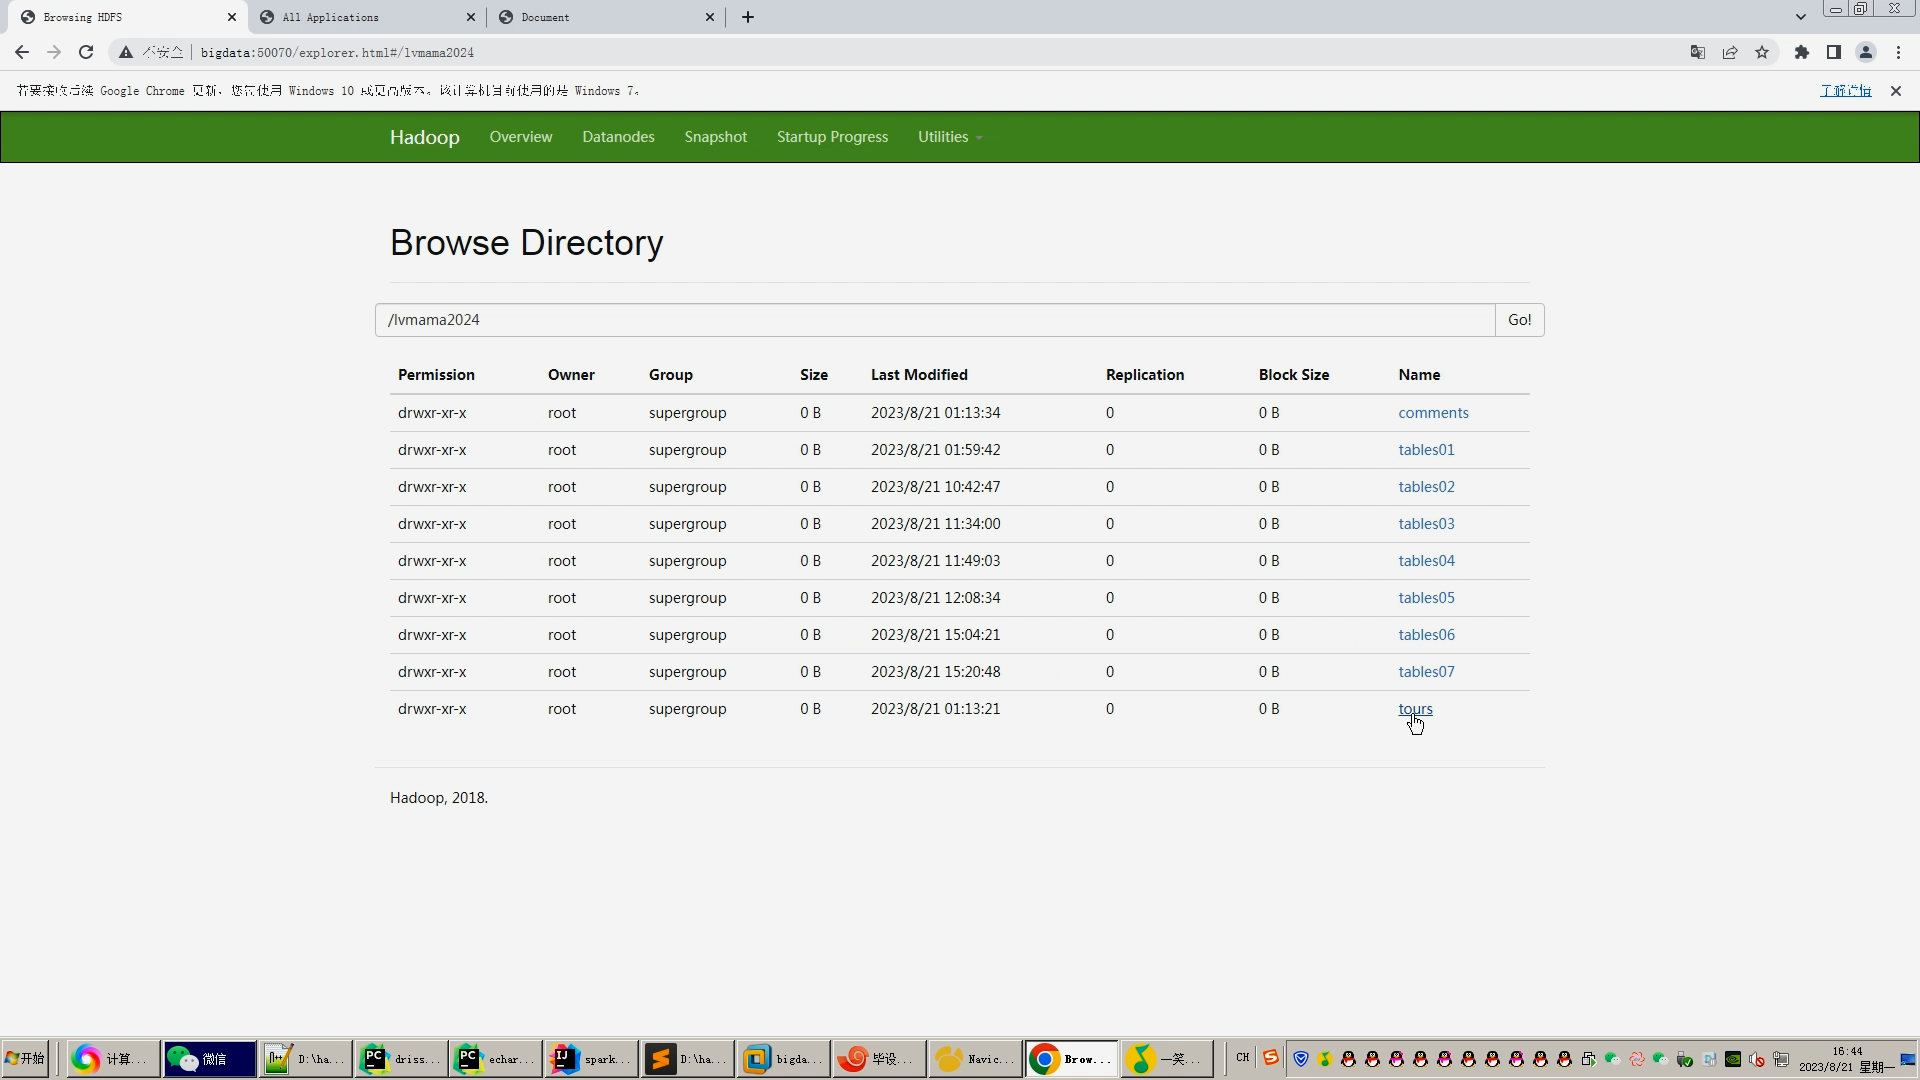 Browsing HDFS
All Applications
Document
不安全 bigdata:50070/explorer.html#/lvmama2024
若要接收后续 Google Chrome 更新，您需使用 Windows 10 或更高版本。该计算机目前使用的是 Windows 7。
了解详情
Hadoop Overview Datanodes Snapshot Startup Progress Utilities
Browse Directory
/lvmama2024 Go!
Permission Owner Group Size Last Modified Replication Block Size Name
drwxr-xr-x root supergroup 0 B 2023/8/21 01:13:34 0 0 B comments
drwxr-xr-x root supergroup 0 B 2023/8/21 01:59:42 0 0 B tables01
drwxr-xr-x root supergroup 0 B 2023/8/21 10:42:47 0 0 B tables02
drwxr-xr-x root supergroup 0 B 2023/8/21 11:34:00 0 0 B tables03
drwxr-xr-x root supergroup 0 B 2023/8/21 11:49:03 0 0 B tables04
drwxr-xr-x root supergroup 0 B 2023/8/21 12:08:34 0 0 B tables05
drwxr-xr-x root supergroup 0 B 2023/8/21 15:04:21 0 0 B tables06
drwxr-xr-x root supergroup 0 B 2023/8/21 15:20:48 0 0 B tables07
drwxr-xr-x root supergroup 0 B 2023/8/21 01:13:21 0 0 B tours
Hadoop, 2018.
开始 计算... 微信 D:\ha... driss... echar... spark... D:\ha... bigda... 毕设... Navic... Brow... 一笑... CH
16:44
2023/8/21 星期一